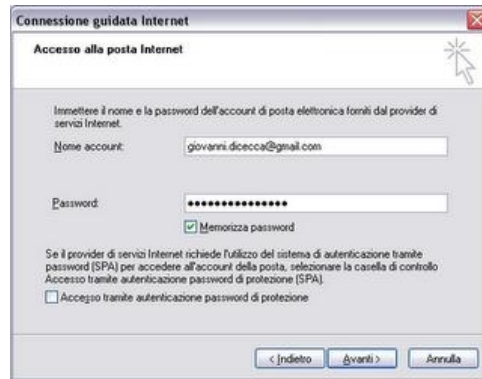 Connessione guidata Internet
Accesso alla posta Internet
Immettere il nome e la password dell'account di posta elettronica forniti dal provider di
servizi Internet.
Nome account:
giovanni.dicecca@gmail.com
Password:
●●●●●●●●●●●●●●●
Memorizza password
Se il provider di servizi Internet richiede l'utilizzo del sistema di autenticazione tramite
password (SPA) per accedere all'account della posta, selezionare la casella di controllo
Accesso tramite autenticazione password di protezione (SPA).
Accesso tramite autenticazione password di protezione
< Indietro
Avanti >
Annulla